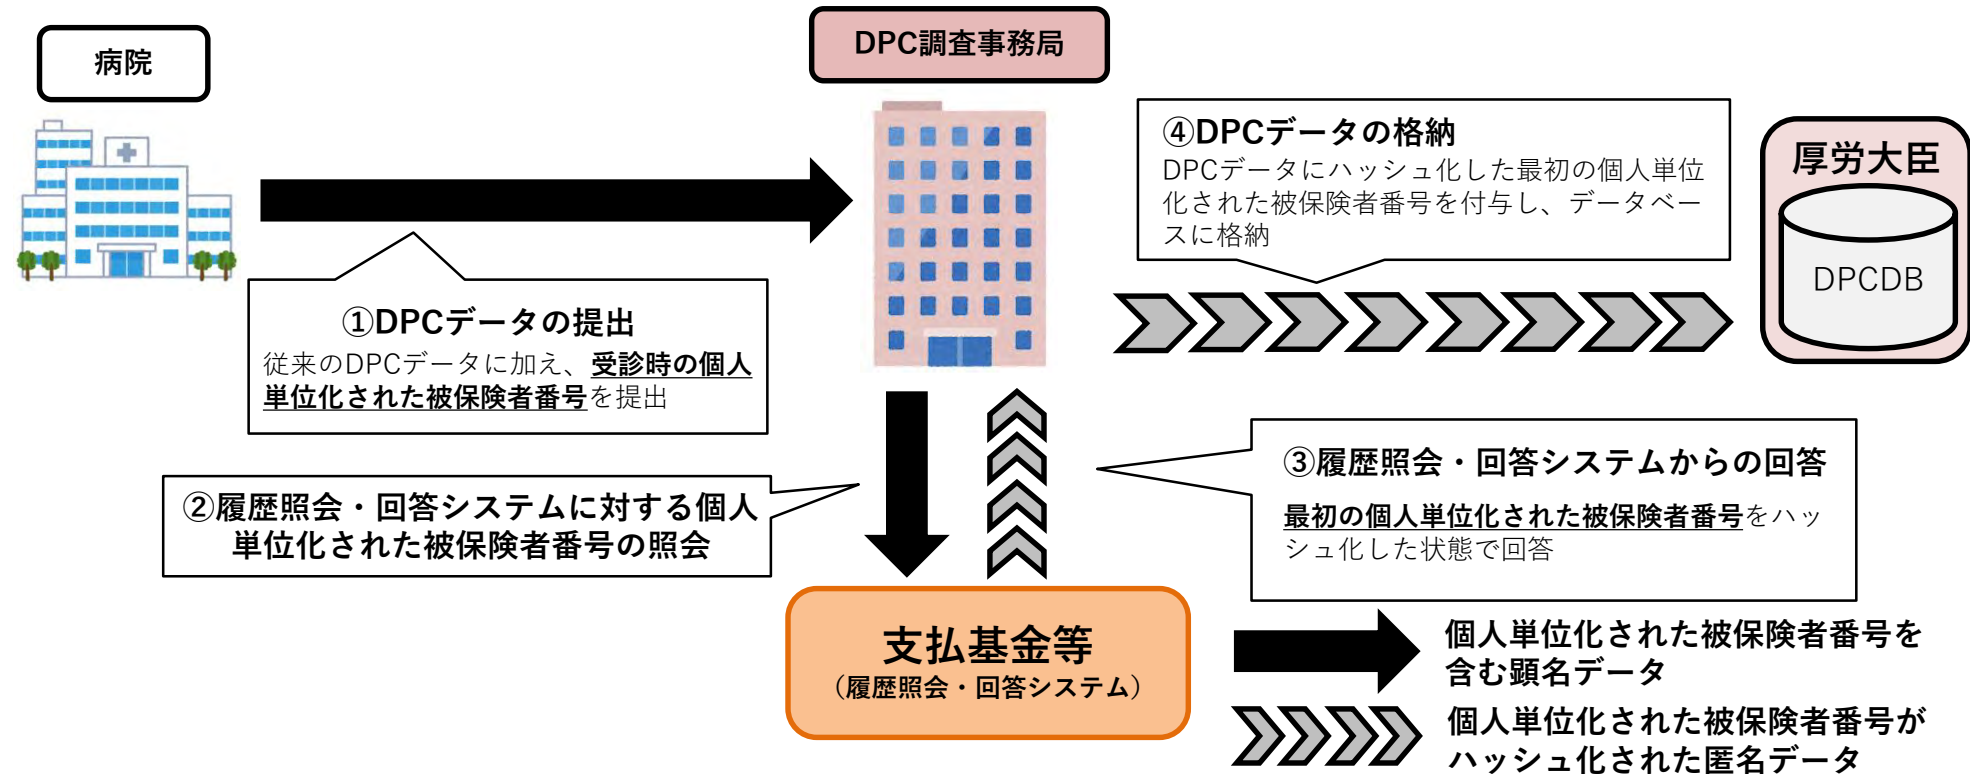 病院
DPC調査事務局
①DPCデータの提出
従来のDPCデータに加え、受診時の個人
単位化された被保険者番号を提出
②履歴照会・回答システムに対する個人
単位化された被保険者番号の照会
③履歴照会・回答システムからの回答
最初の個人単位化された被保険者番号をハッ
シュ化した状態で回答
④DPCデータの格納
DPCデータにハッシュ化した最初の個人単位
化された被保険者番号を付与し、データベー
スに格納
厚労大臣
DPCDB
支払基金等
（履歴照会・回答システム）
個人単位化された被保険者番号を
含む顕名データ
個人単位化された被保険者番号が
ハッシュ化された匿名データ